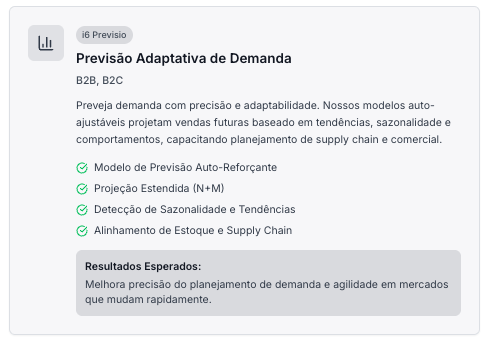 i6 Previsio
Previsão Adaptativa de Demanda
B2B, B2C
Preveja demanda com precisão e adaptabilidade. Nossos modelos auto-
ajustáveis projetam vendas futuras baseado em tendências, sazonalidade e
comportamentos, capacitando planejamento de supply chain e comercial.
Modelo de Previsão Auto-Reforçante
Projeção Estendida (N+M)
Detecção de Sazonalidade e Tendências
Alinhamento de Estoque e Supply Chain
Resultados Esperados:
Melhora precisão do planejamento de demanda e agilidade em mercados
que mudam rapidamente.